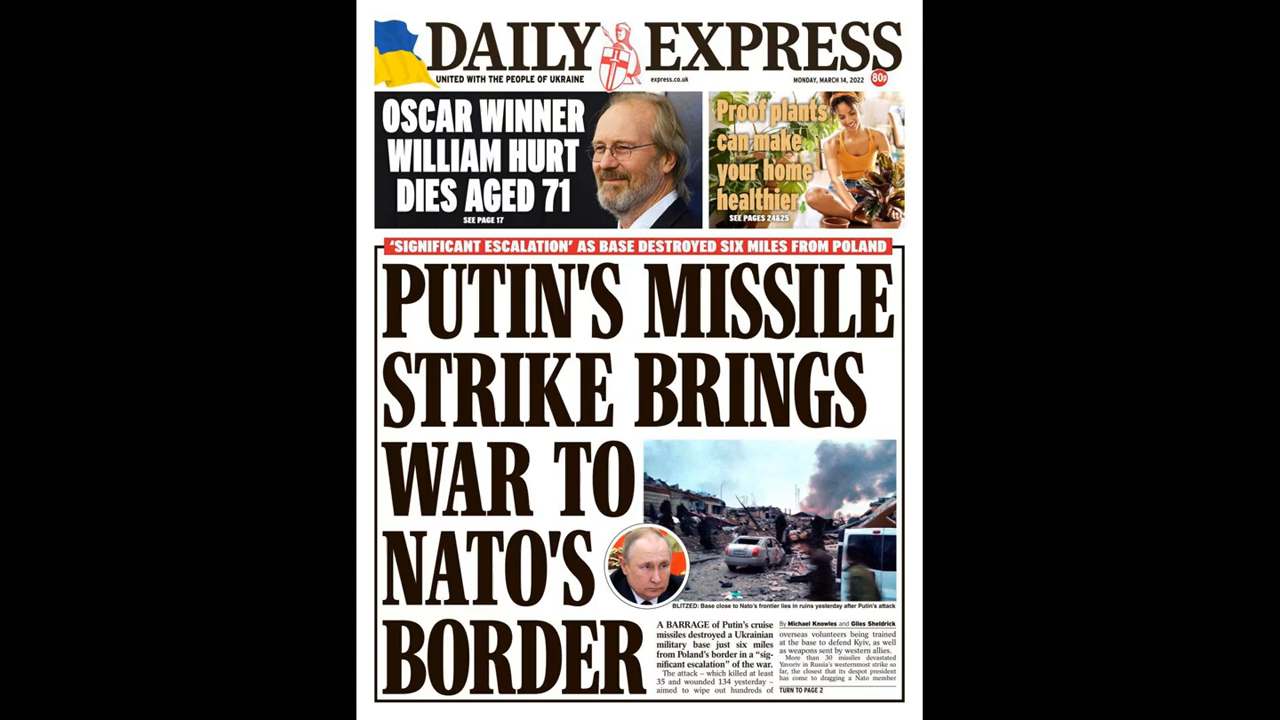 DAILY EXPRESS
UNITED WITH THE PEOPLE OF UKRAINE
express.co.uk
MONDAY, MARCH 14, 2022
80p
OSCAR WINNER
WILLIAM HURT
DIES AGED 71
SEE PAGE 17
Proof plants
can make
your home
healthier
SEE PAGES 24&25
'SIGNIFICANT ESCALATION' AS BASE DESTROYED SIX MILES FROM POLAND
PUTIN'S MISSILE
STRIKE BRINGS
WAR TO
NATO'S
BORDER
BLITZED: Base close to Nato's frontier lies in ruins yesterday after Putin's attack
A BARRAGE of Putin's cruise
missiles destroyed a Ukrainian
military base just six miles
from Poland's border in a "sig-
nificant escalation" of the war.
The attack – which killed at least
35 and wounded 134 yesterday –
aimed to wipe out hundreds of
By Michael Knowles and Giles Sheldrick
overseas volunteers being trained
at the base to defend Kyiv, as well
as weapons sent by western allies.
More than 30 missiles devastated
Yavoriv in Russia's westernmost strike so
far, the closest that its despot president
has come to dragging a Nato member
TURN TO PAGE 2